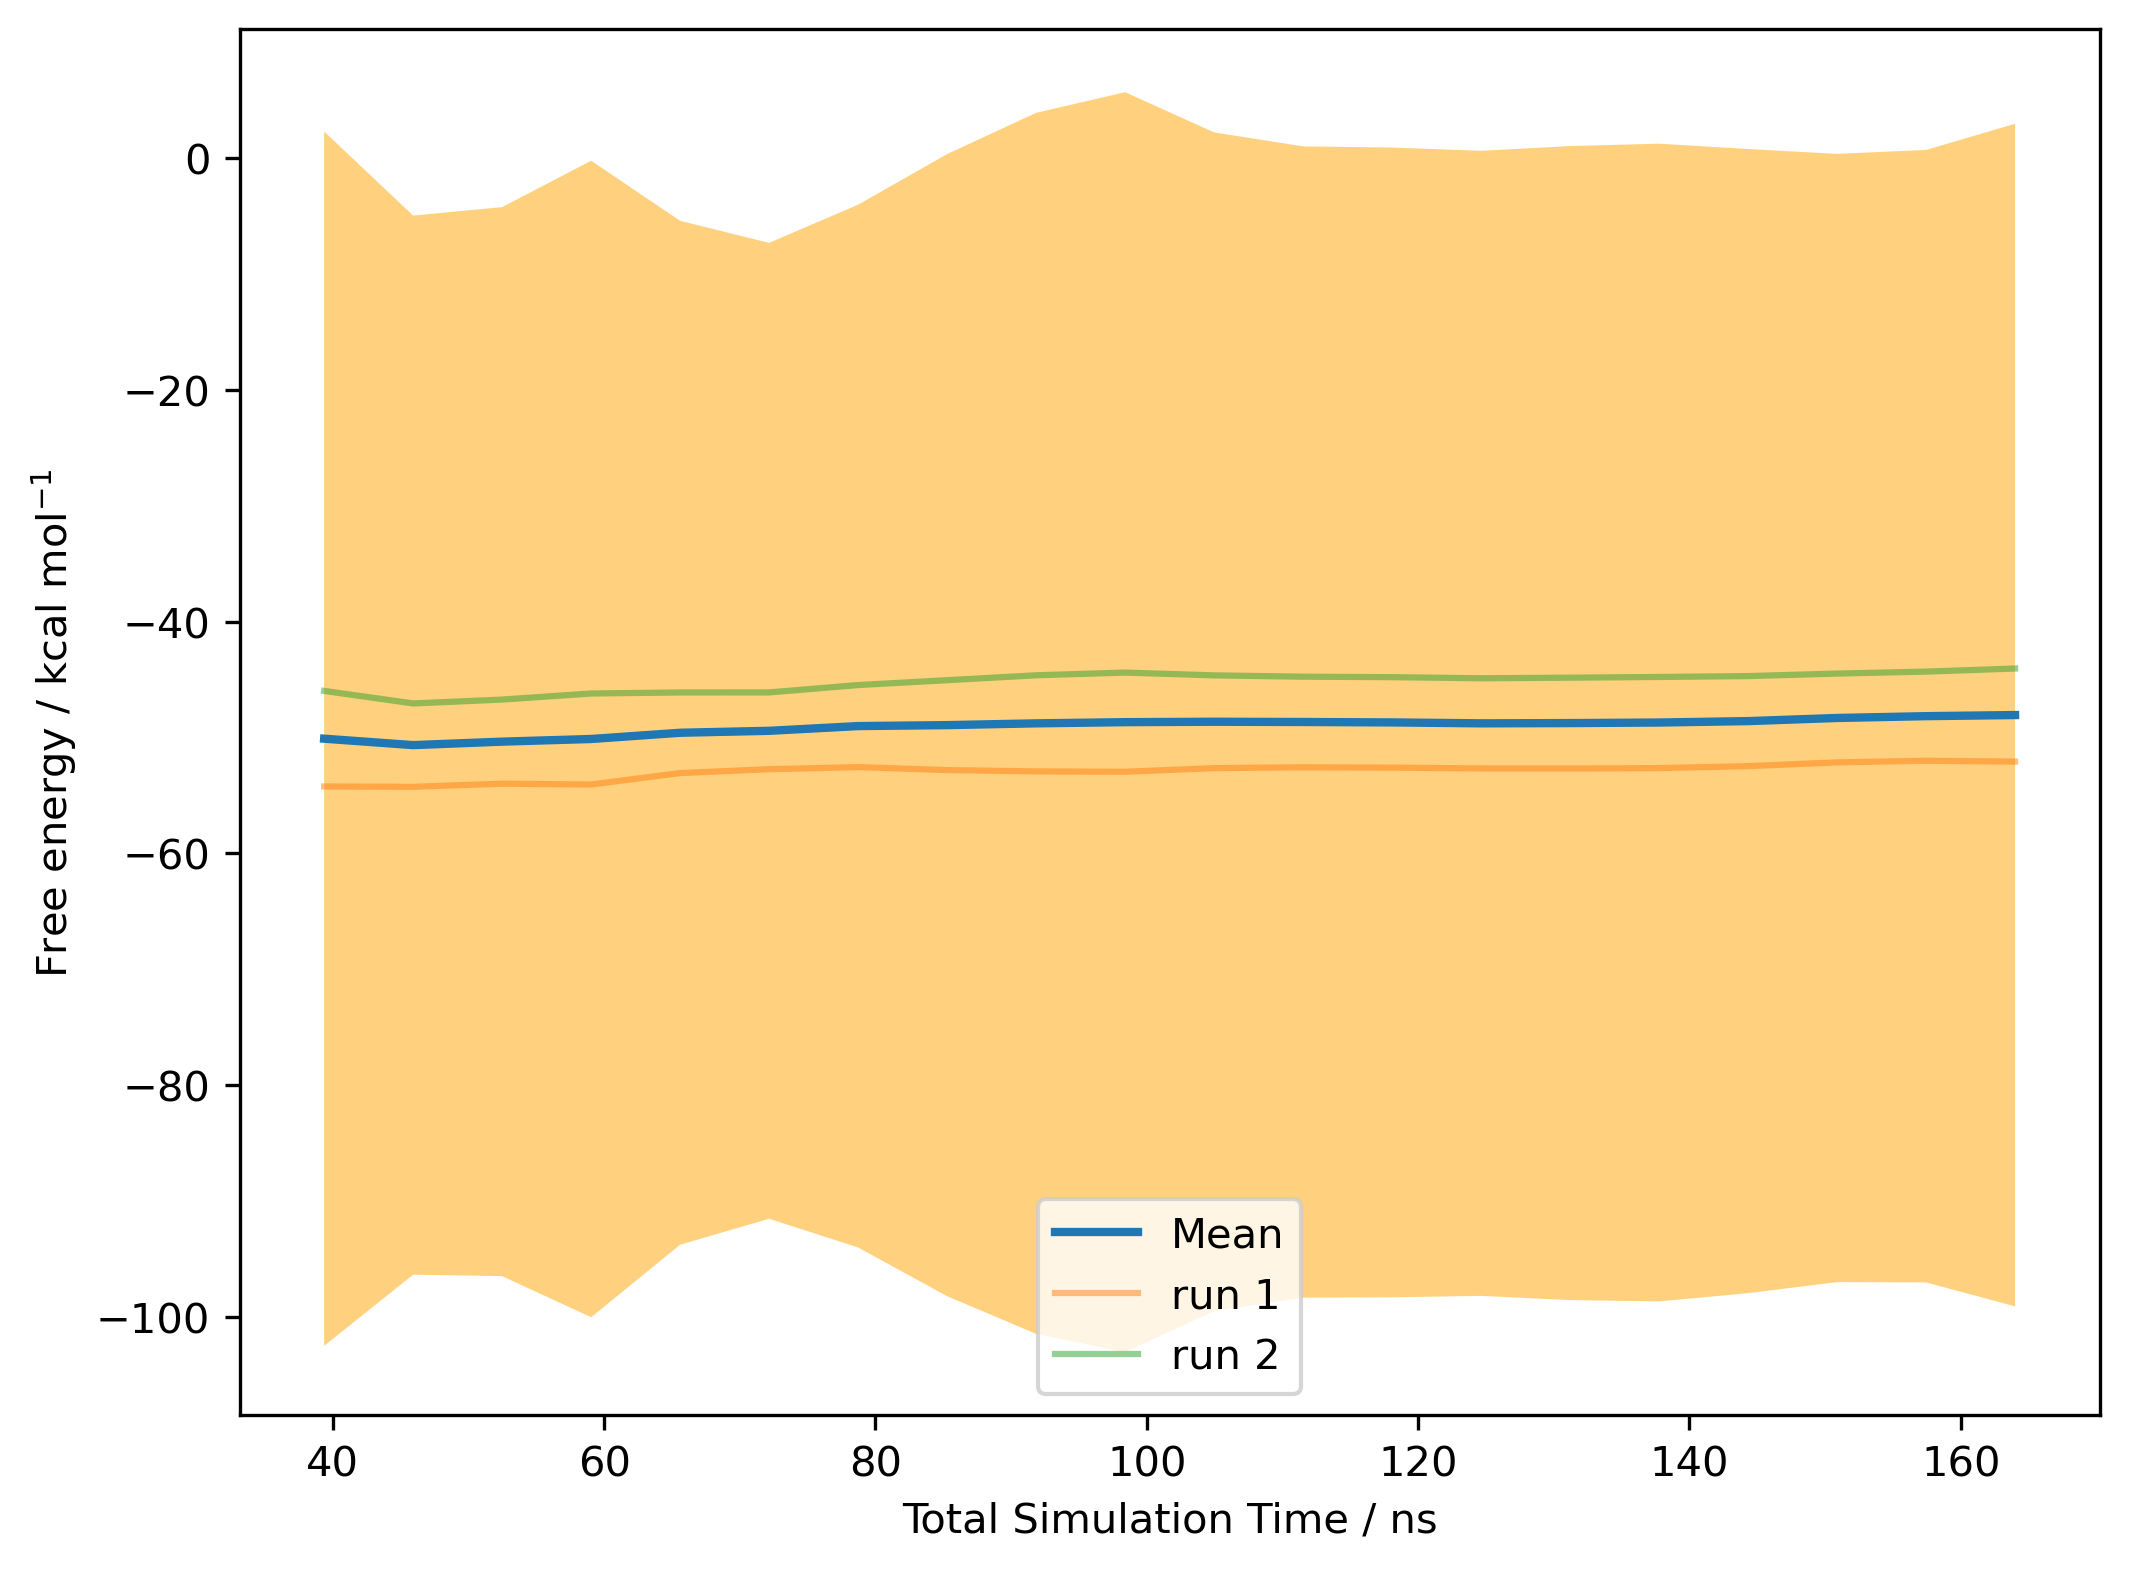 0
−20
−40
−60
−80
−100
Free energy / kcal mol⁻¹
Mean
run 1
run 2
40 60 80 100 120 140 160
Total Simulation Time / ns